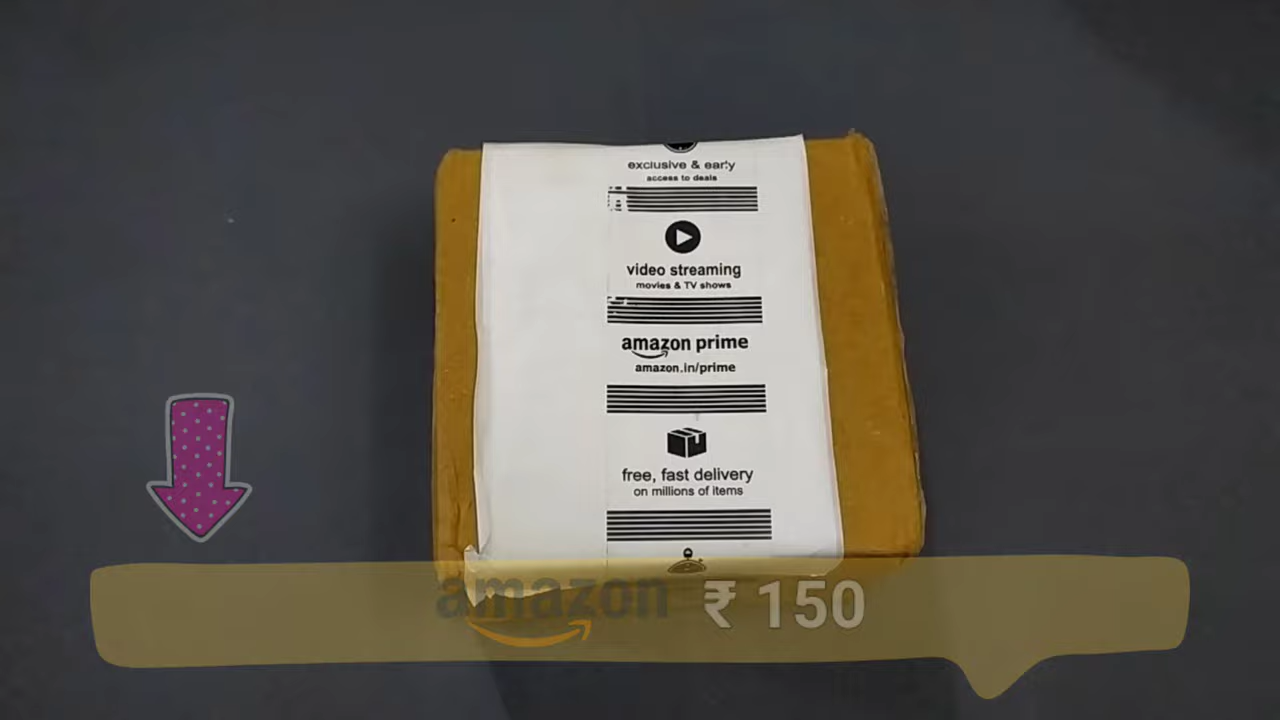 exclusive & early
access to deals
video streaming
movies & TV shows
amazon prime
amazon.in/prime
free, fast delivery
on millions of items
amazon ₹ 150